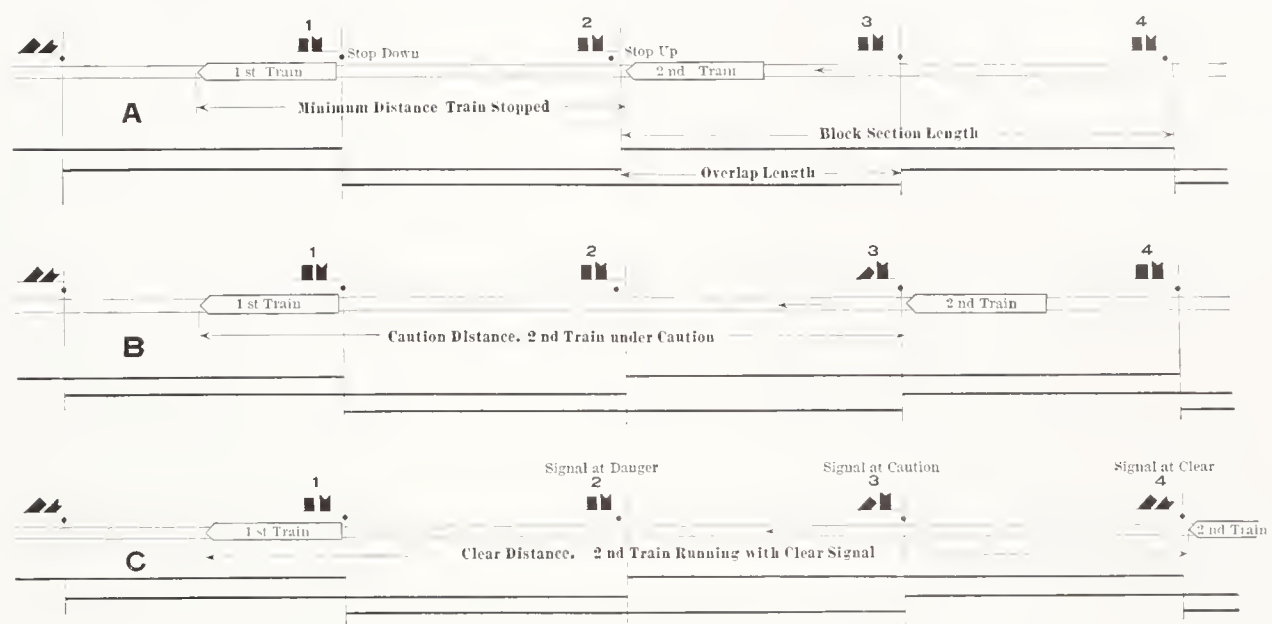 1 2 3 4
Stop Down Stop Up
1 st Train 2 nd Train
Minimum Distance Train Stopped
A
Block Section Length
Overlap Length
1 2 3 4
1 st Train 2 nd Train
Caution Distance. 2 nd Train under Caution
B
Signal at Danger Signal at Caution Signal at Clear
1 2 3 4
1 st Train 2 nd Train
Clear Distance. 2 nd Train Running with Clear Signal
C